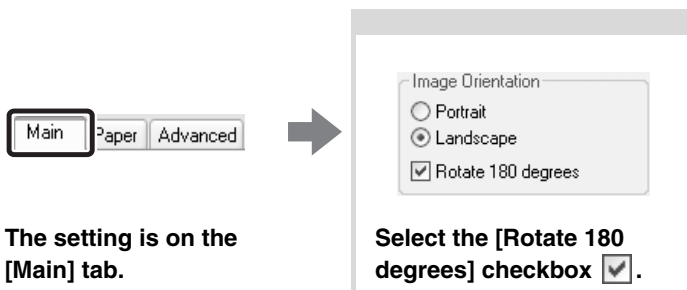 Main Paper Advanced
The setting is on the
[Main] tab.
Image Orientation
Portrait
Landscape
Rotate 180 degrees
Select the [Rotate 180
degrees] checkbox .